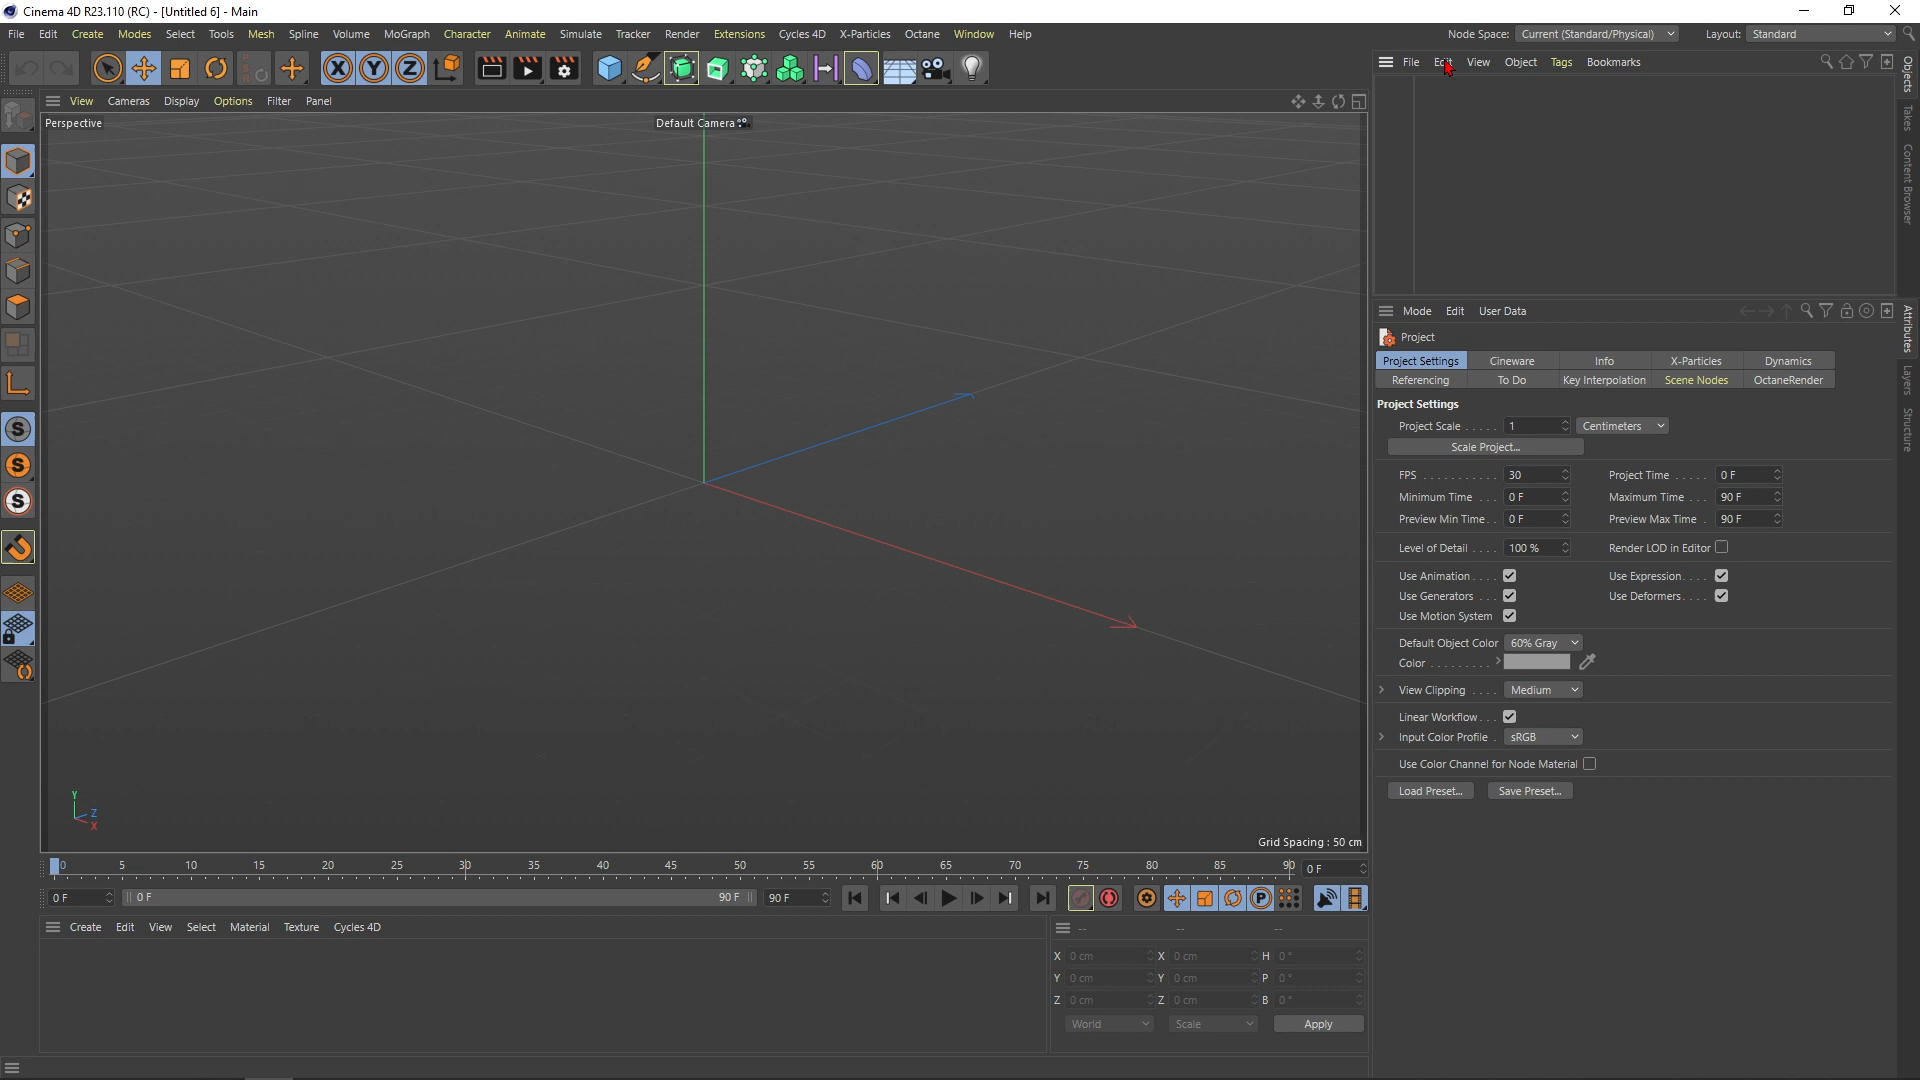 Cinema 4D R23.110 (RC) - [Untitled 6] - Main
File Edit Create Modes Select Tools Mesh Spline Volume MoGraph Character Animate Simulate Tracker Render Extensions Cycles 4D X-Particles Octane Window Help Node Space: Current (Standard/Physical) Layout: Standard
X Y Z PSR
File Edit View Object Tags Bookmarks
View Cameras Display Options Filter Panel
Perspective Default Camera
Objects
Takes
Content Browser
Mode Edit User Data
Project
Project Settings Cineware Info X-Particles Dynamics
Referencing To Do Key Interpolation Scene Nodes OctaneRender
Attributes
Layers
Structure
Project Settings
Project Scale . . . . . 1 Centimeters
Scale Project...
FPS . . . . . . . . . . . 30 Project Time . . . . . 0 F
Minimum Time . . . 0 F Maximum Time . . . 90 F
Preview Min Time . . 0 F Preview Max Time . 90 F
Level of Detail . . . . 100 % Render LOD in Editor
Use Animation . . . . Use Expression . . . .
Use Generators . . . Use Deformers . . . .
Use Motion System
Default Object Color 60% Gray
Color . . . . . . . . .
View Clipping . . . . Medium
Linear Workflow . . .
Input Color Profile . sRGB
Use Color Channel for Node Material
Load Preset... Save Preset...
S
S
S
Y
Z
X
Grid Spacing : 50 cm
0 5 10 15 20 25 30 35 40 45 50 55 60 65 70 75 80 85 90 0 F
0 F 0 F 90 F 90 F P
Create Edit View Select Material Texture Cycles 4D
-- -- --
X 0 cm X 0 cm H 0 °
Y 0 cm Y 0 cm P 0 °
Z 0 cm Z 0 cm B 0 °
World Scale Apply